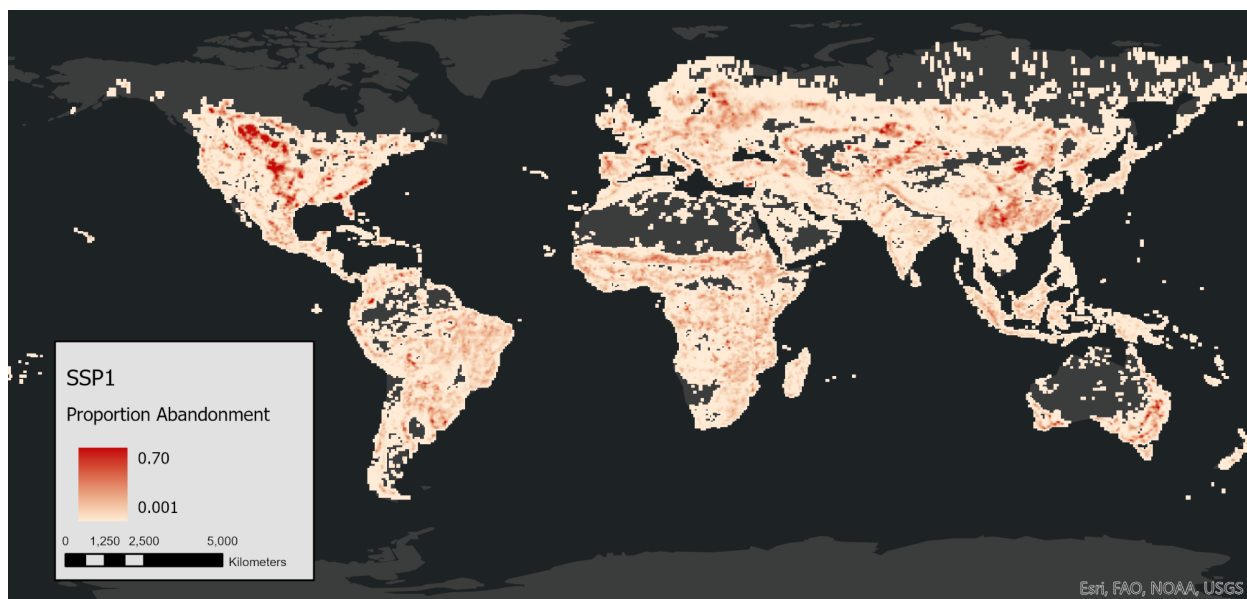 SSP1
Proportion Abandonment
0.70
0.001
0 1,250 2,500 5,000
Kilometers
Esri, FAO, NOAA, USGS